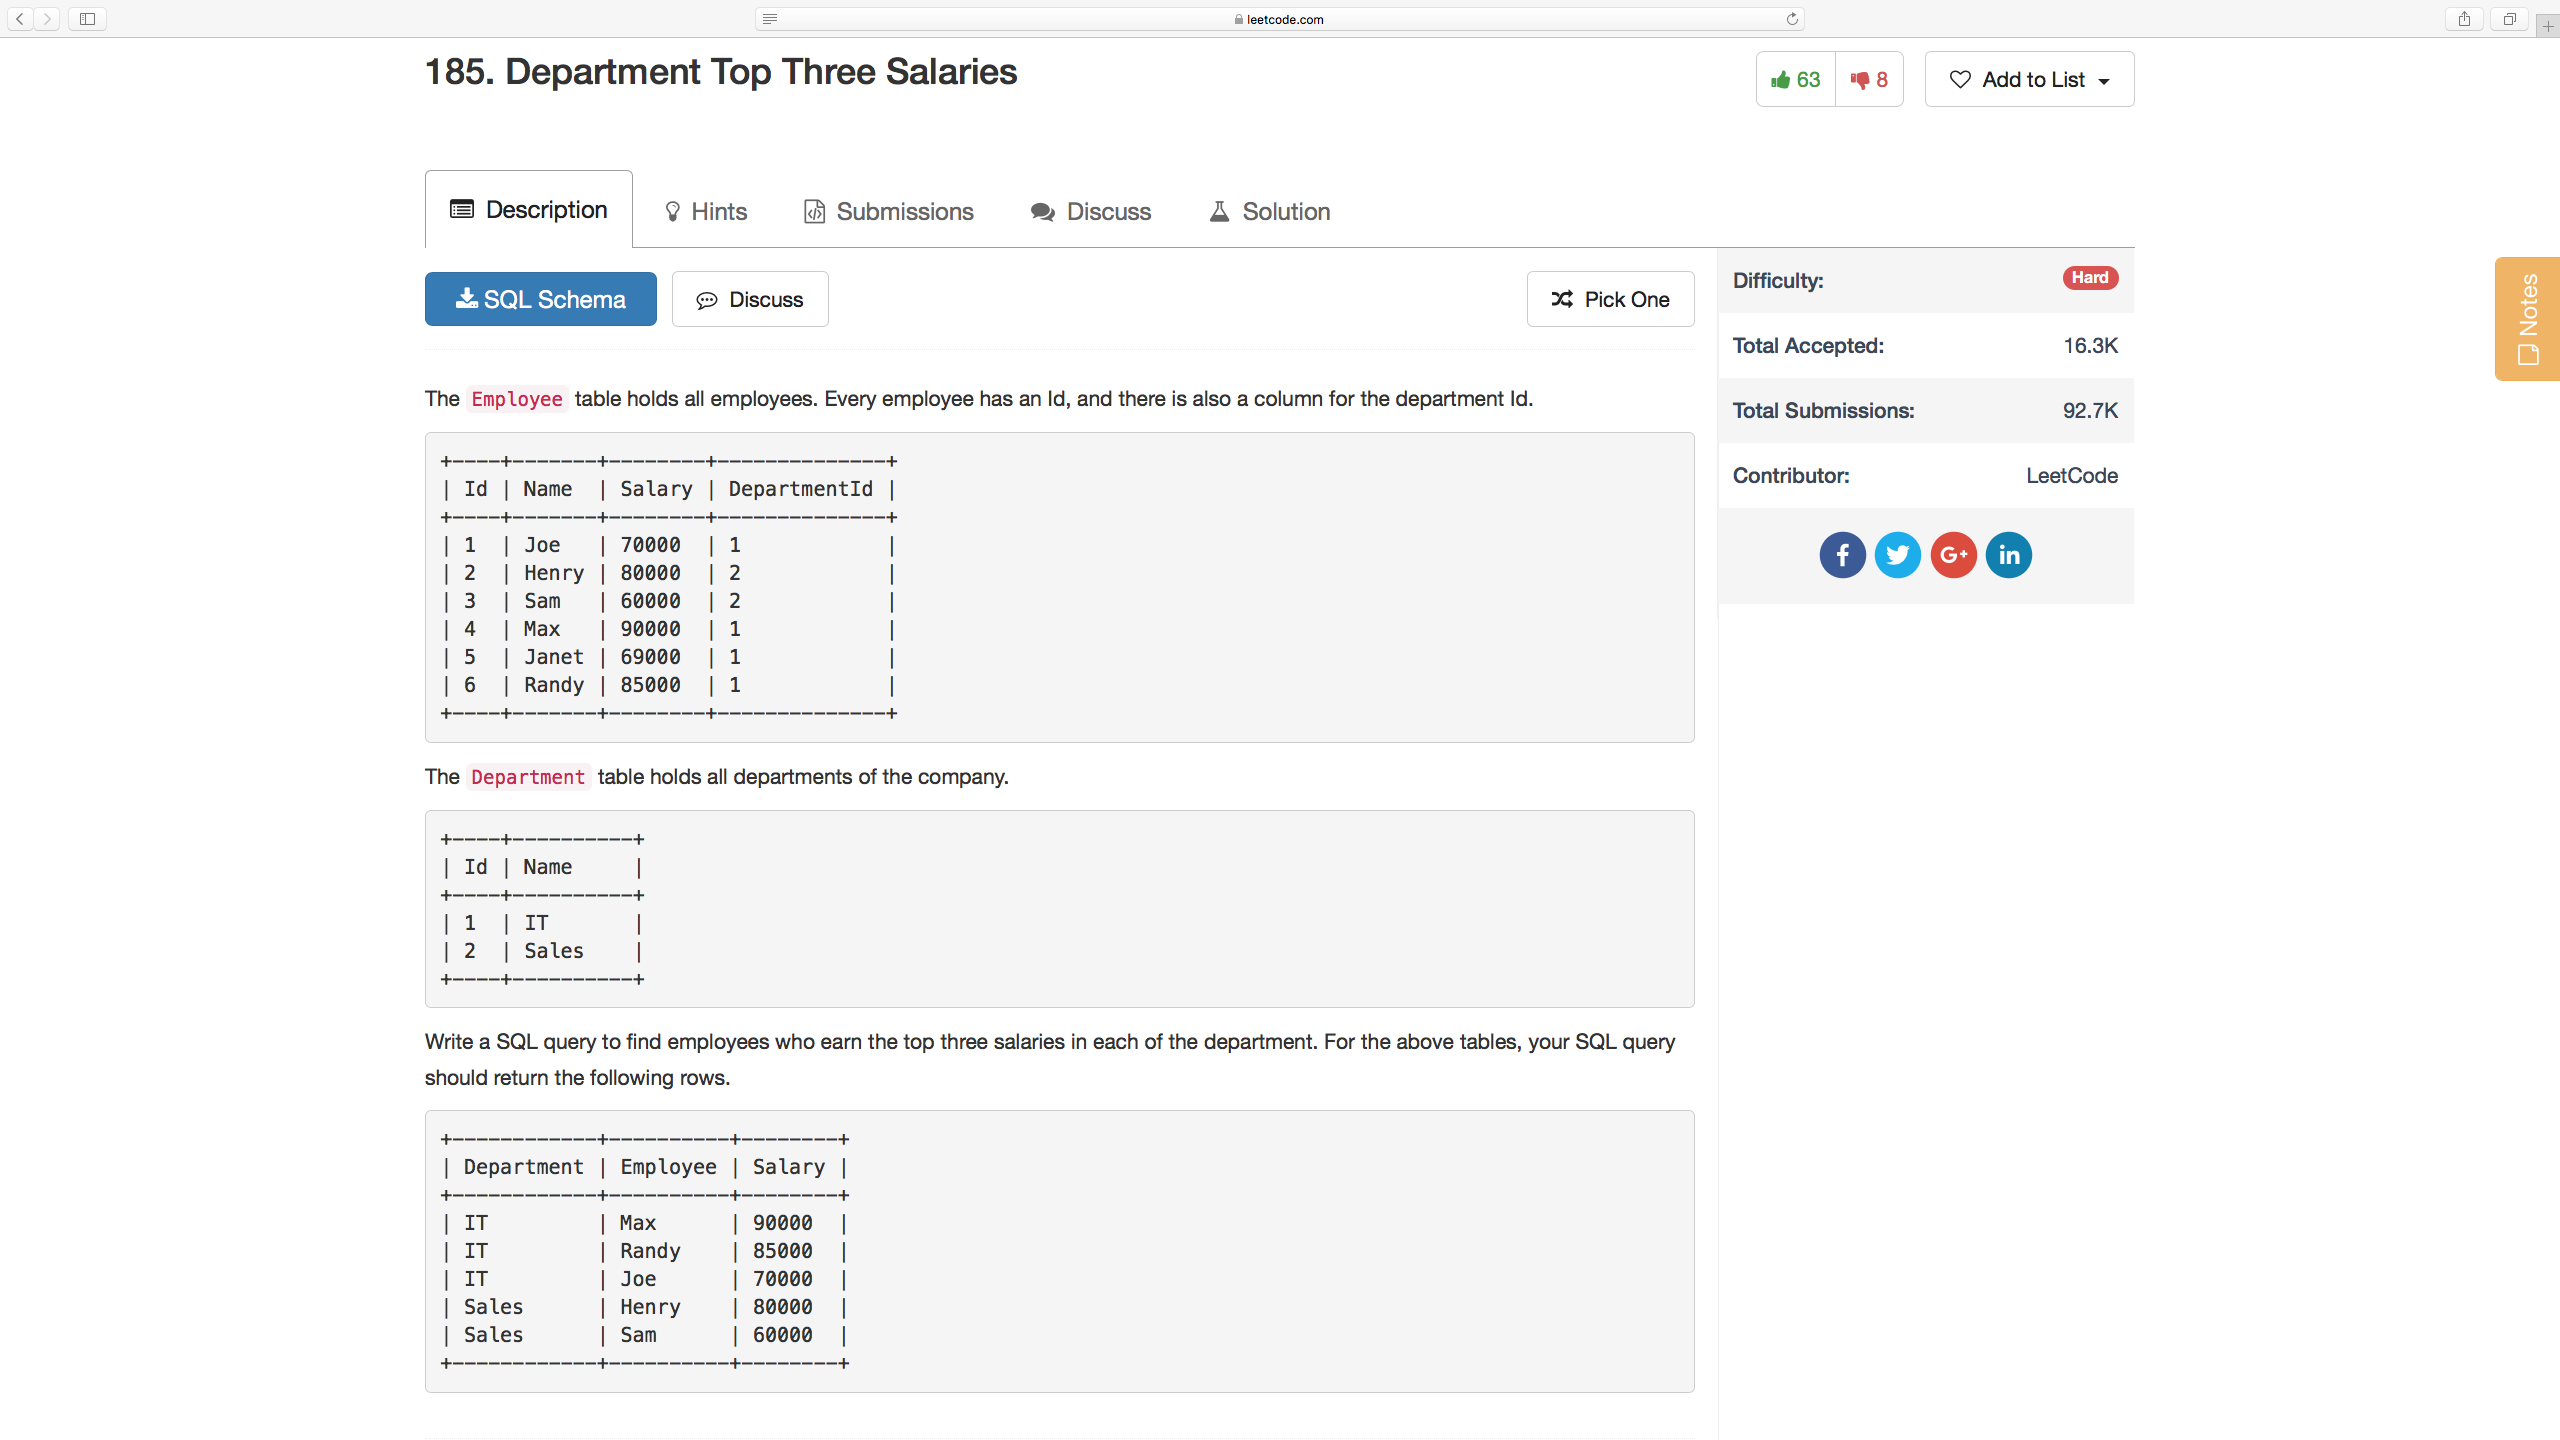 leetcode.com
185. Department Top Three Salaries
63
8
Add to List
Description
Hints
Submissions
Discuss
Solution
SQL Schema
Discuss
Pick One
Difficulty:
Hard
Total Accepted:
16.3K
Total Submissions:
92.7K
Contributor:
LeetCode
f
G+
in
Notes
The Employee table holds all employees. Every employee has an Id, and there is also a column for the department Id.
+----+-------+--------+--------------+
| Id | Name  | Salary | DepartmentId |
+----+-------+--------+--------------+
| 1  | Joe   | 70000  | 1            |
| 2  | Henry | 80000  | 2            |
| 3  | Sam   | 60000  | 2            |
| 4  | Max   | 90000  | 1            |
| 5  | Janet | 69000  | 1            |
| 6  | Randy | 85000  | 1            |
+----+-------+--------+--------------+
The Department table holds all departments of the company.
+----+----------+
| Id | Name     |
+----+----------+
| 1  | IT       |
| 2  | Sales    |
+----+----------+
Write a SQL query to find employees who earn the top three salaries in each of the department. For the above tables, your SQL query
should return the following rows.
+------------+----------+--------+
| Department | Employee | Salary |
+------------+----------+--------+
| IT         | Max      | 90000  |
| IT         | Randy    | 85000  |
| IT         | Joe      | 70000  |
| Sales      | Henry    | 80000  |
| Sales      | Sam      | 60000  |
+------------+----------+--------+